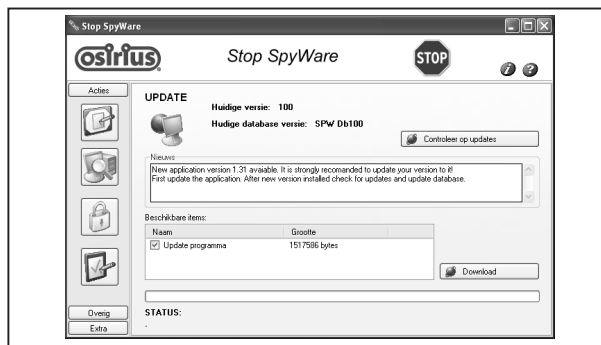 Stop SpyWare
osirius
Stop SpyWare
STOP
Acties
UPDATE
Huidige versie: 100
Hudige database versie: SPW Db100
Controleer op updates
Nieuws
New application version 1.31 avaiable. It is strongly recomanded to update your version to it!
First update the application. After new version installed check for updates and update database.
Beschikbare items:
Naam Grootte
Update programma 1517586 bytes
Download
Overig
STATUS:
Extra